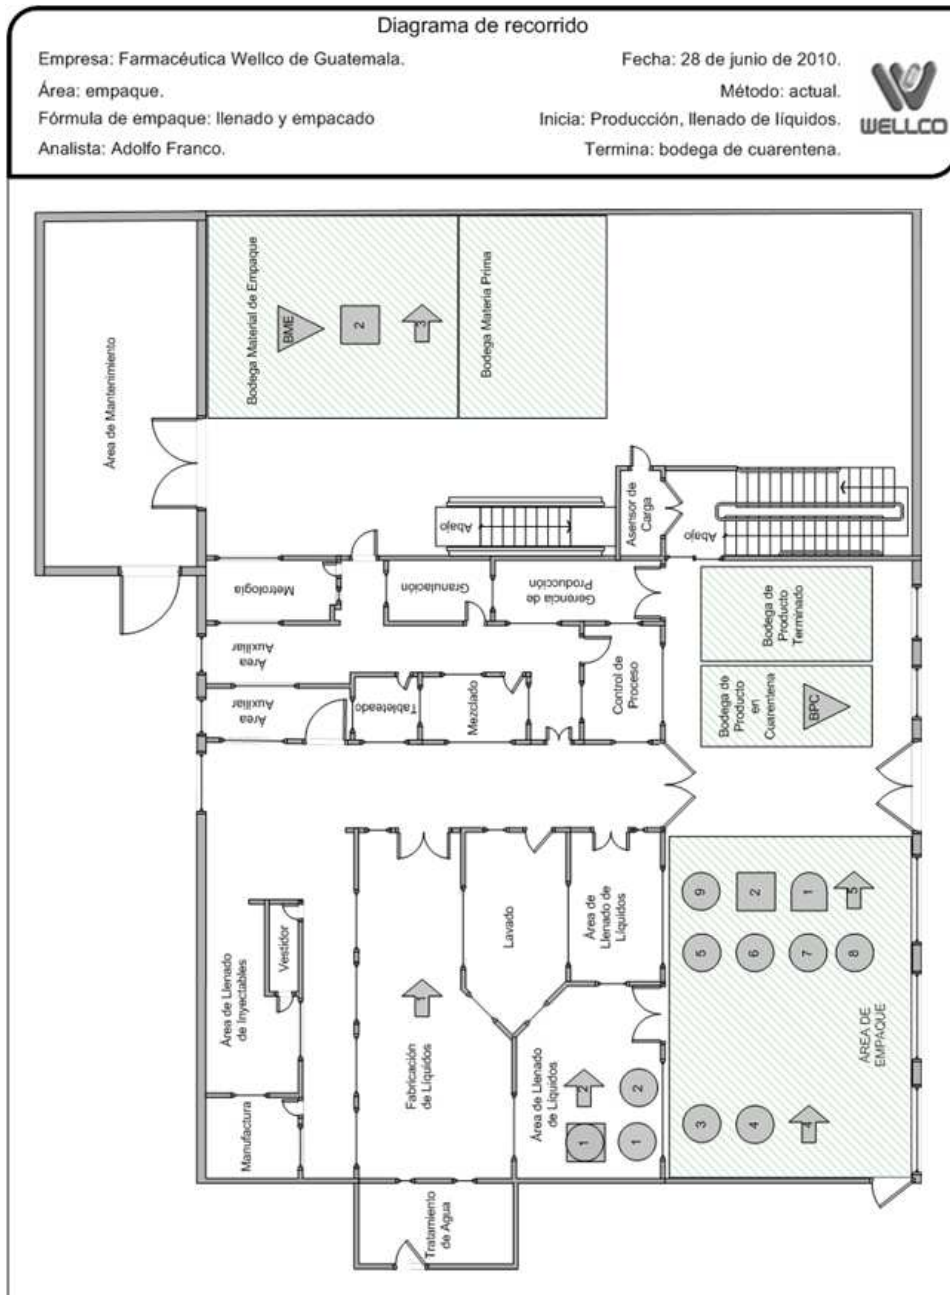 Diagrama de recorrido
Empresa: Farmacéutica Wellco de Guatemala.
Fecha: 28 de junio de 2010.
Área: empaque.
Método: actual.
Fórmula de empaque: llenado y empacado
Inicia: Producción, llenado de líquidos.
Analista: Adolfo Franco.
Termina: bodega de cuarentena.
WELLCO
Área de Mantenimiento
Bodega Material de Empaque
BME
2
3
Bodega Materia Prima
Asensor de
Carga
Abajo
Abajo
Metrología
Granulación
Gerencia de
Producción
Área
Auxiliar
Área
Auxiliar
Tableteado
Mezclado
Control de
Proceso
Bodega de
Producto
Terminado
Bodega de
Producto
en
Cuarentena
BPC
Área de Llenado
de Inyectables
Vestidor
Manufactura
Fabricación
de Líquidos
1
Lavado
Área de
Llenado de
Líquidos
Área de Llenado
de Líquidos
1
2
1
2
Tratamiento
de Agua
ÁREA DE
EMPAQUE
9
2
1
5
5
6
7
8
3
4
4